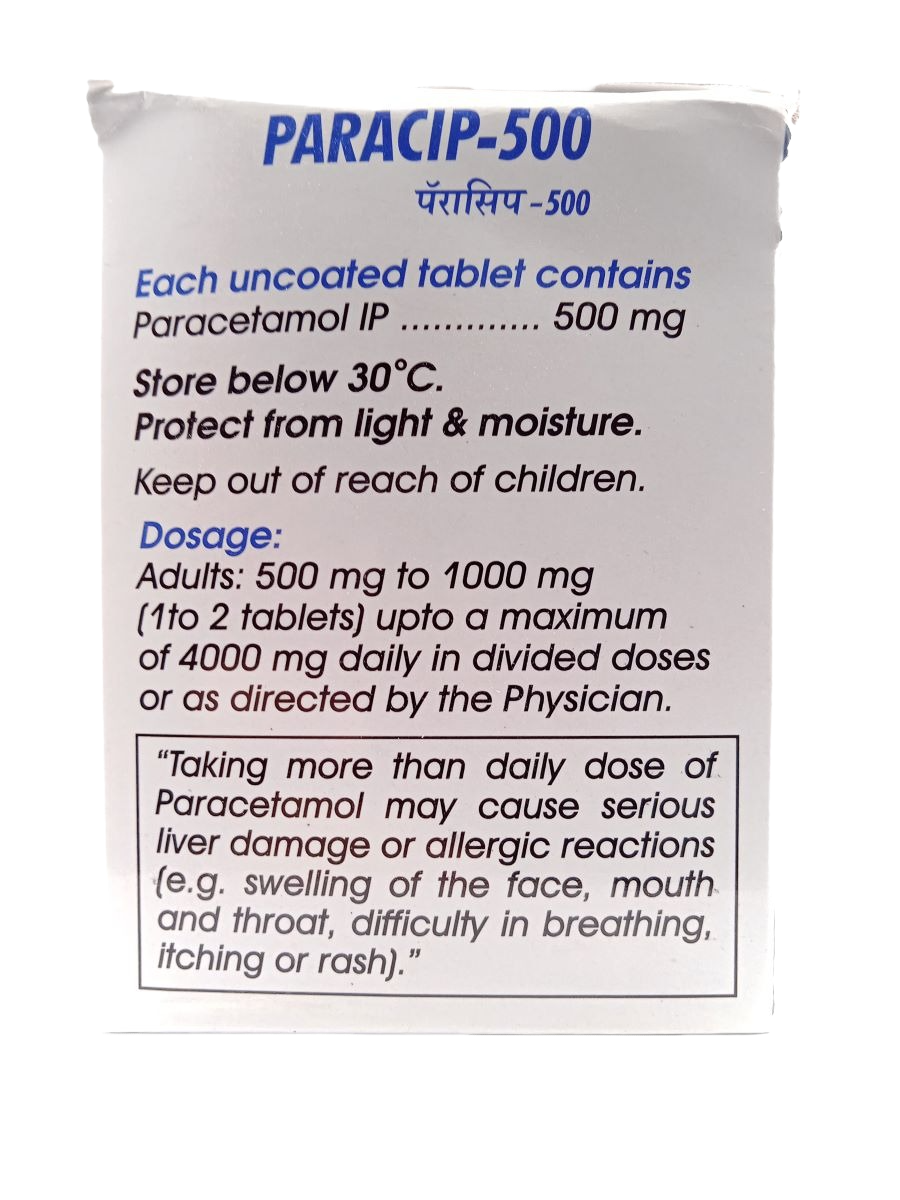 PARACIP-500
पॅरासिप-500
Each uncoated tablet contains
Paracetamol IP ............. 500 mg
Store below 30°C.
Protect from light & moisture.
Keep out of reach of children.
Dosage:
Adults: 500 mg to 1000 mg
(1to 2 tablets) upto a maximum
of 4000 mg daily in divided doses
or as directed by the Physician.
“Taking more than daily dose of
Paracetamol may cause serious
liver damage or allergic reactions
(e.g. swelling of the face, mouth
and throat, difficulty in breathing,
itching or rash).”